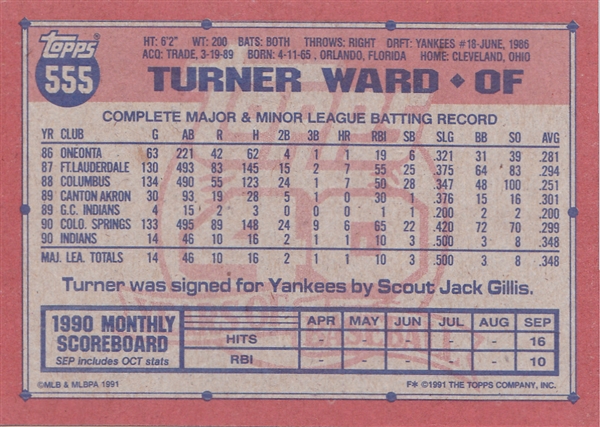 Topps
555
HT: 6'2" WT: 200 BATS: BOTH THROWS: RIGHT DRFT: YANKEES #18-JUNE, 1986
ACQ: TRADE, 3-19-89 BORN: 4-11-65, ORLANDO, FLORIDA HOME: CLEVELAND, OHIO
TURNER WARD ◆ OF
COMPLETE MAJOR & MINOR LEAGUE BATTING RECORD
YR CLUB G AB R H 2B 3B HR RBI SB SLG BB SO AVG
86 ONEONTA 63 221 42 62 4 1 1 19 6 .321 31 39 .281
87 FT.LAUDERDALE 130 493 83 145 15 2 7 55 25 .375 64 83 .294
88 COLUMBUS 134 490 55 123 24 1 7 50 28 .347 48 100 .251
89 CANTON AKRON 30 93 19 28 5 1 1 3 1 .376 15 16 .301
89 G.C. INDIANS 4 15 2 3 0 0 0 1 1 .200 2 2 .200
90 COLO. SPRINGS 133 495 89 148 24 9 6 65 22 .420 72 70 .299
90 INDIANS 14 46 10 16 2 1 1 10 3 .500 3 8 .348
MAJ. LEA. TOTALS 14 46 10 16 2 1 1 10 3 .500 3 8 .348
Turner was signed for Yankees by Scout Jack Gillis.
1990 MONTHLY
SCOREBOARD
SEP includes OCT stats
APR MAY JUN JUL AUG SEP
HITS - - - - - 16
RBI - - - - - 10
©MLB & MLBPA 1991
F* ©1991 THE TOPPS COMPANY, INC.